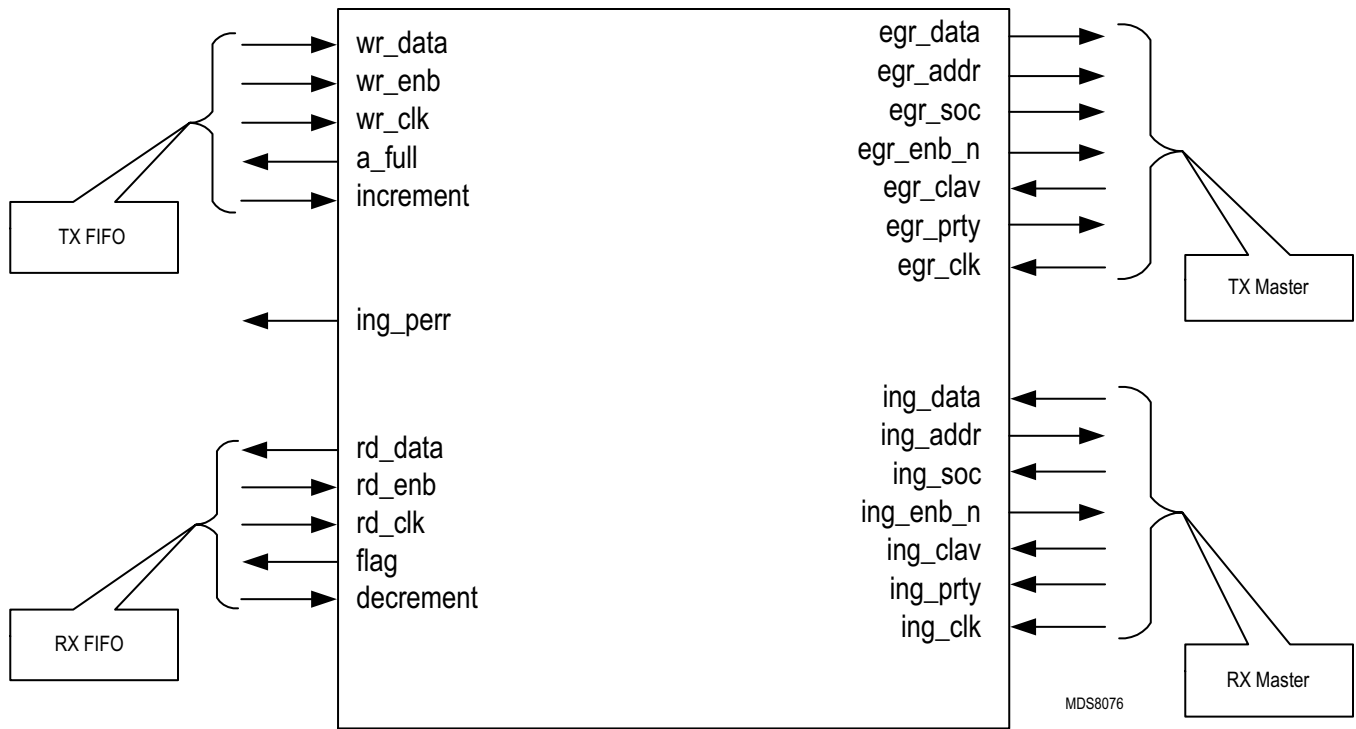 wr_data
wr_enb
wr_clk
a_full
increment
TX FIFO
ing_perr
rd_data
rd_enb
rd_clk
flag
decrement
RX FIFO
egr_data
egr_addr
egr_soc
egr_enb_n
egr_clav
egr_prty
egr_clk
TX Master
ing_data
ing_addr
ing_soc
ing_enb_n
ing_clav
ing_prty
ing_clk
RX Master
MDS8076